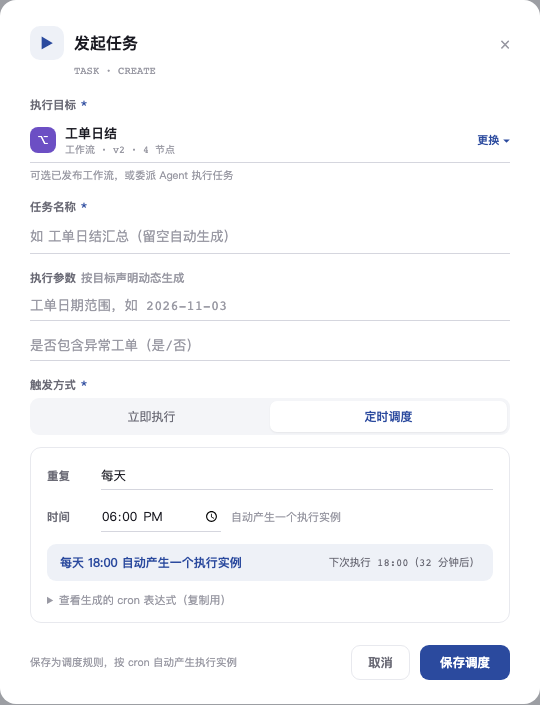 发起任务
×
TASK · CREATE
执行目标 *
工单日结
工作流 · v2 · 4 节点
更换
可选已发布工作流，或委派 Agent 执行任务
任务名称 *
如 工单日结汇总（留空自动生成）
执行参数 按目标声明动态生成
工单日期范围，如 2026-11-03
是否包含异常工单（是/否）
触发方式 *
立即执行 定时调度
重复 每天
时间 06:00 PM 自动产生一个执行实例
每天 18:00 自动产生一个执行实例 下次执行 18:00（32 分钟后）
查看生成的 cron 表达式（复制用）
保存为调度规则，按 cron 自动产生执行实例 取消 保存调度